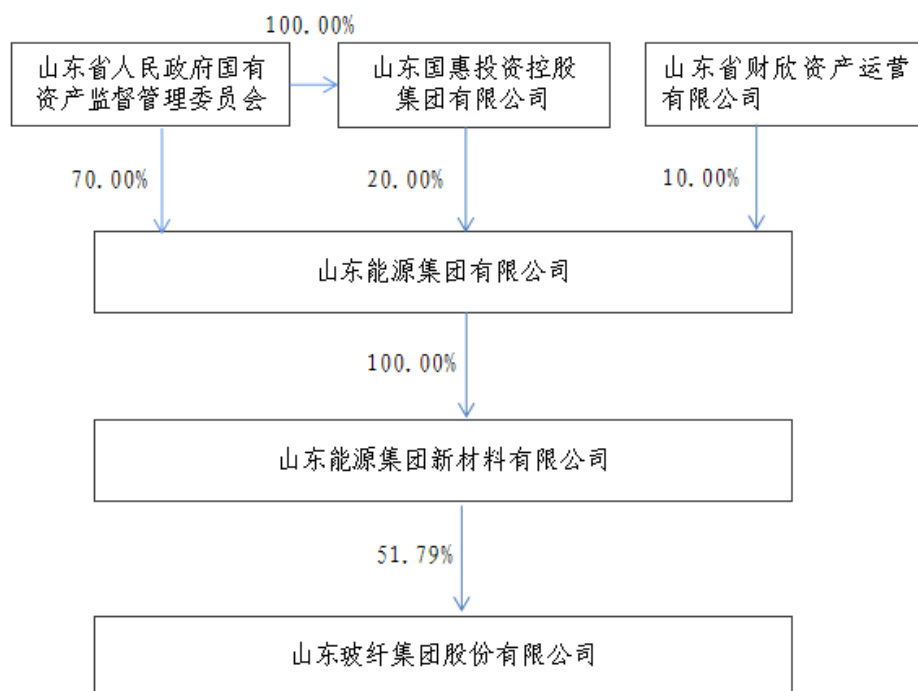 100.00%
山东省人民政府国有
资产监督管理委员会
山东国惠投资控股
集团有限公司
山东省财欣资产运营
有限公司
70.00%
20.00%
10.00%
山东能源集团有限公司
100.00%
山东能源集团新材料有限公司
51.79%
山东玻纤集团股份有限公司